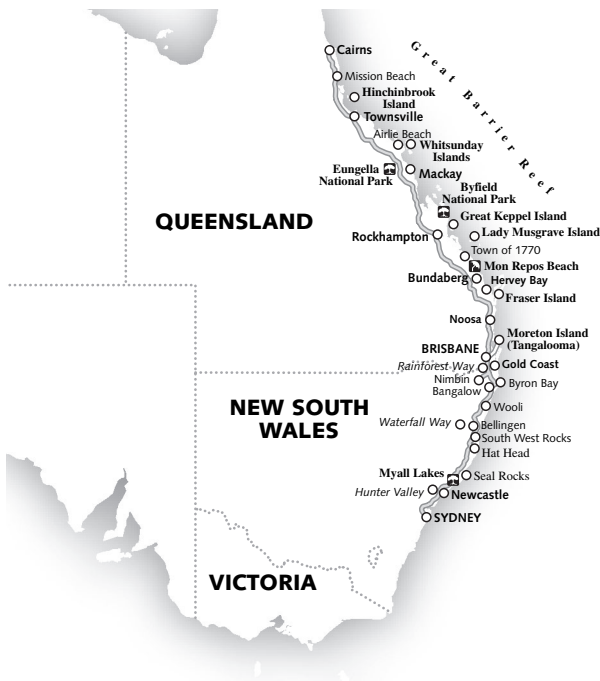 Cairns
Mission Beach
Great Barrier Reef
Hinchinbrook
Island
Townsville
Airlie Beach
Whitsunday
Islands
Eungella
National Park
Mackay
Byfield
National Park
QUEENSLAND
Great Keppel Island
Lady Musgrave Island
Rockhampton
Town of 1770
Mon Repos Beach
Bundaberg
Hervey Bay
Fraser Island
Noosa
Moreton Island
(Tangalooma)
BRISBANE
Rainforest Way
Gold Coast
Nimbin
Bangalow
Byron Bay
NEW SOUTH
WALES
Wooli
Waterfall Way
Bellingen
South West Rocks
Hat Head
Myall Lakes
Seal Rocks
Hunter Valley
Newcastle
SYDNEY
VICTORIA